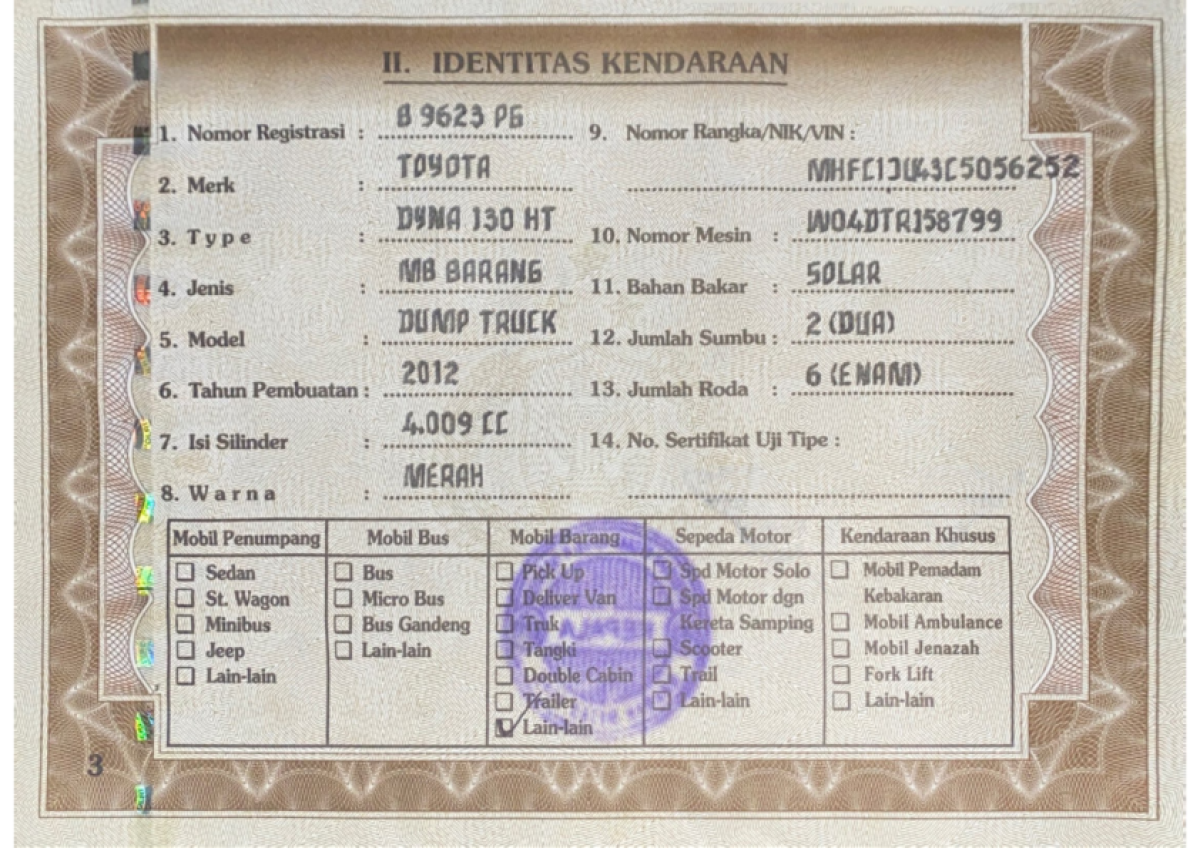 II. IDENTITAS KENDARAAN
1. Nomor Registrasi : B 9623 PG
2. Merk : TOYOTA
3. Type : DYNA 130 HT
4. Jenis : MB BARANG
5. Model : DUMP TRUCK
6. Tahun Pembuatan : 2012
7. Isi Silinder : 4.009 CC
8. Warna : MERAH
9. Nomor Rangka/NIK/VIN :
MHFC1JU43C5056252
10. Nomor Mesin : W04DTR158799
11. Bahan Bakar : SOLAR
12. Jumlah Sumbu : 2 (DUA)
13. Jumlah Roda : 6 (ENAM)
14. No. Sertifikat Uji Tipe :
Mobil Penumpang
Sedan
St. Wagon
Minibus
Jeep
Lain-lain
Mobil Bus
Bus
Micro Bus
Bus Gandeng
Lain-lain
Mobil Barang
Pick Up
Deliver Van
Truk
Tangki
Double Cabin
Trailer
Lain-lain
Sepeda Motor
Spd Motor Solo
Spd Motor dgn
Kereta Samping
Scooter
Trail
Lain-lain
Kendaraan Khusus
Mobil Pemadam
Kebakaran
Mobil Ambulance
Mobil Jenazah
Fork Lift
Lain-lain
3